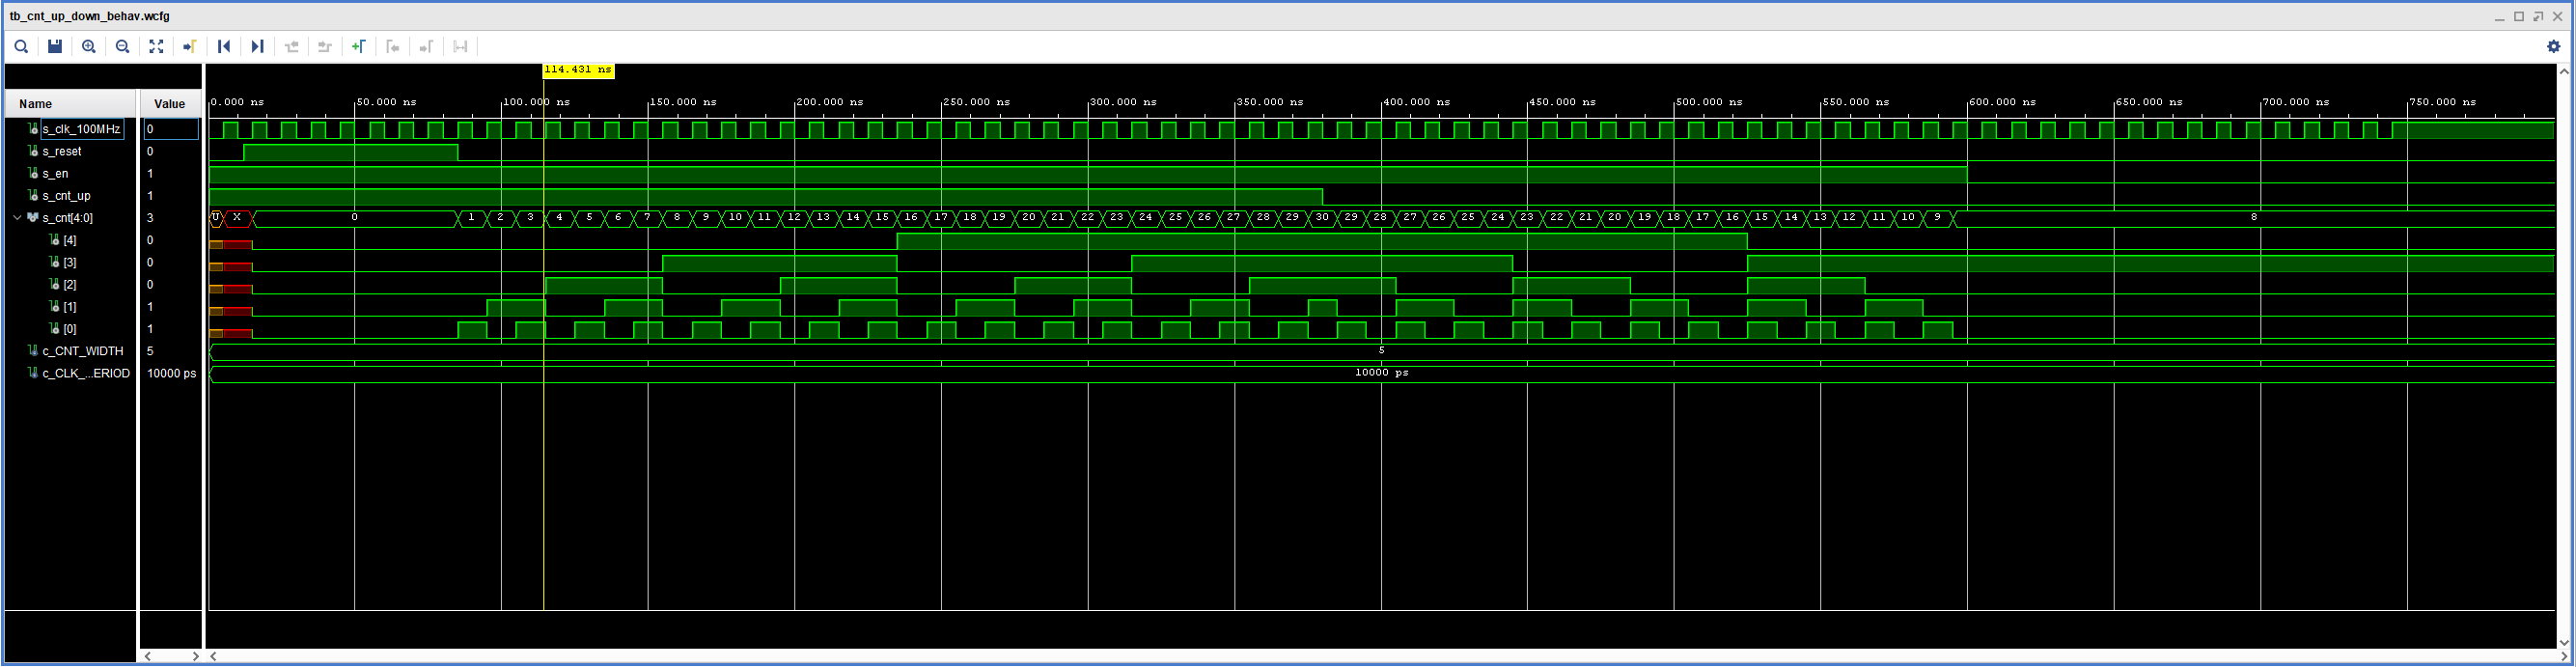 tb_cnt_up_down_behav.wcfg
114.431 ns
Name Value 0.000 ns 50.000 ns 100.000 ns 150.000 ns 200.000 ns 250.000 ns 300.000 ns 350.000 ns 400.000 ns 450.000 ns 500.000 ns 550.000 ns 600.000 ns 650.000 ns 700.000 ns 750.000 ns
s_clk_100MHz 0
s_reset 0
s_en 1
s_cnt_up 1
s_cnt[4:0] 3 U X 0 1 2 3 4 5 6 7 8 9 10 11 12 13 14 15 16 17 18 19 20 21 22 23 24 25 26 27 28 29 30 29 28 27 26 25 24 23 22 21 20 19 18 17 16 15 14 13 12 11 10 9 8
[4] 0
[3] 0
[2] 0
[1] 1
[0] 1
c_CNT_WIDTH 5 5
c_CLK_...ERIOD 10000 ps 10000 ps